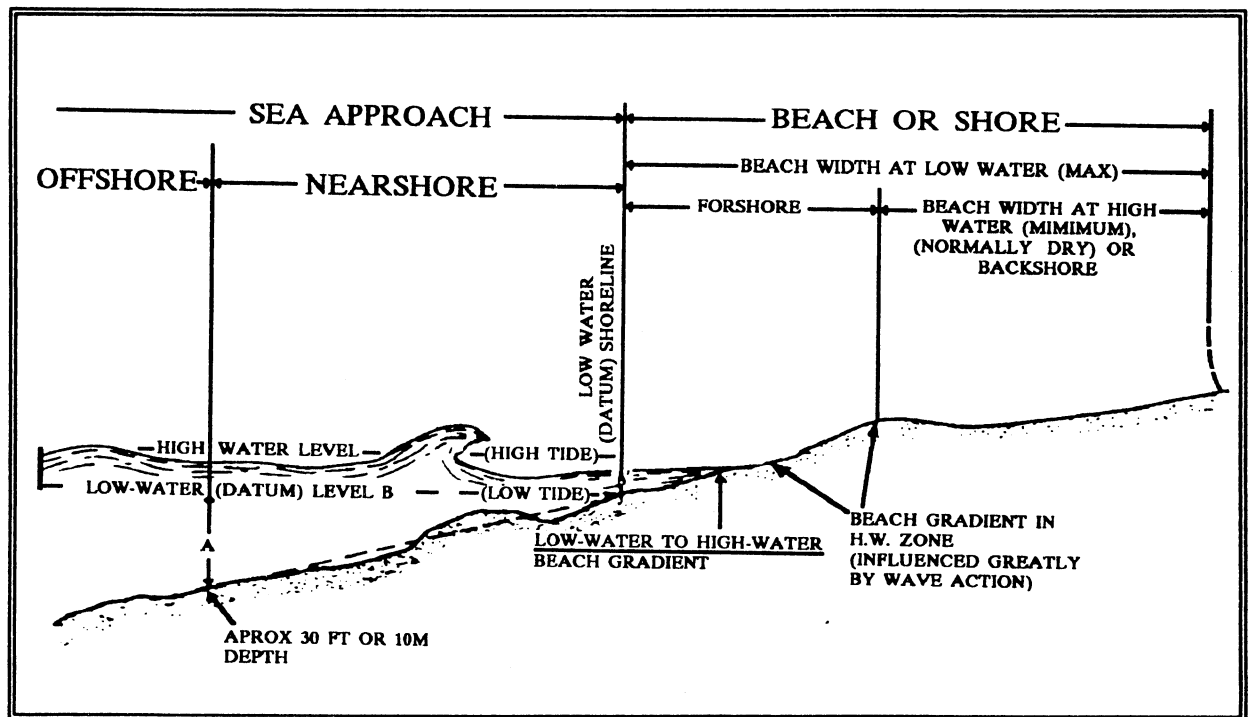 SEA APPROACH
BEACH OR SHORE
BEACH WIDTH AT LOW WATER (MAX)
OFFSHORE
NEARSHORE
FORSHORE
BEACH WIDTH AT HIGH
WATER (MIMIMUM),
(NORMALLY DRY) OR
BACKSHORE
LOW WATER
(DATUM) SHORELINE
HIGH WATER LEVEL
(HIGH TIDE)
LOW-WATER (DATUM) LEVEL B
(LOW TIDE)
A
LOW-WATER TO HIGH-WATER
BEACH GRADIENT
BEACH GRADIENT IN
H.W. ZONE
(INFLUENCED GREATLY
BY WAVE ACTION)
APROX 30 FT OR 10M
DEPTH